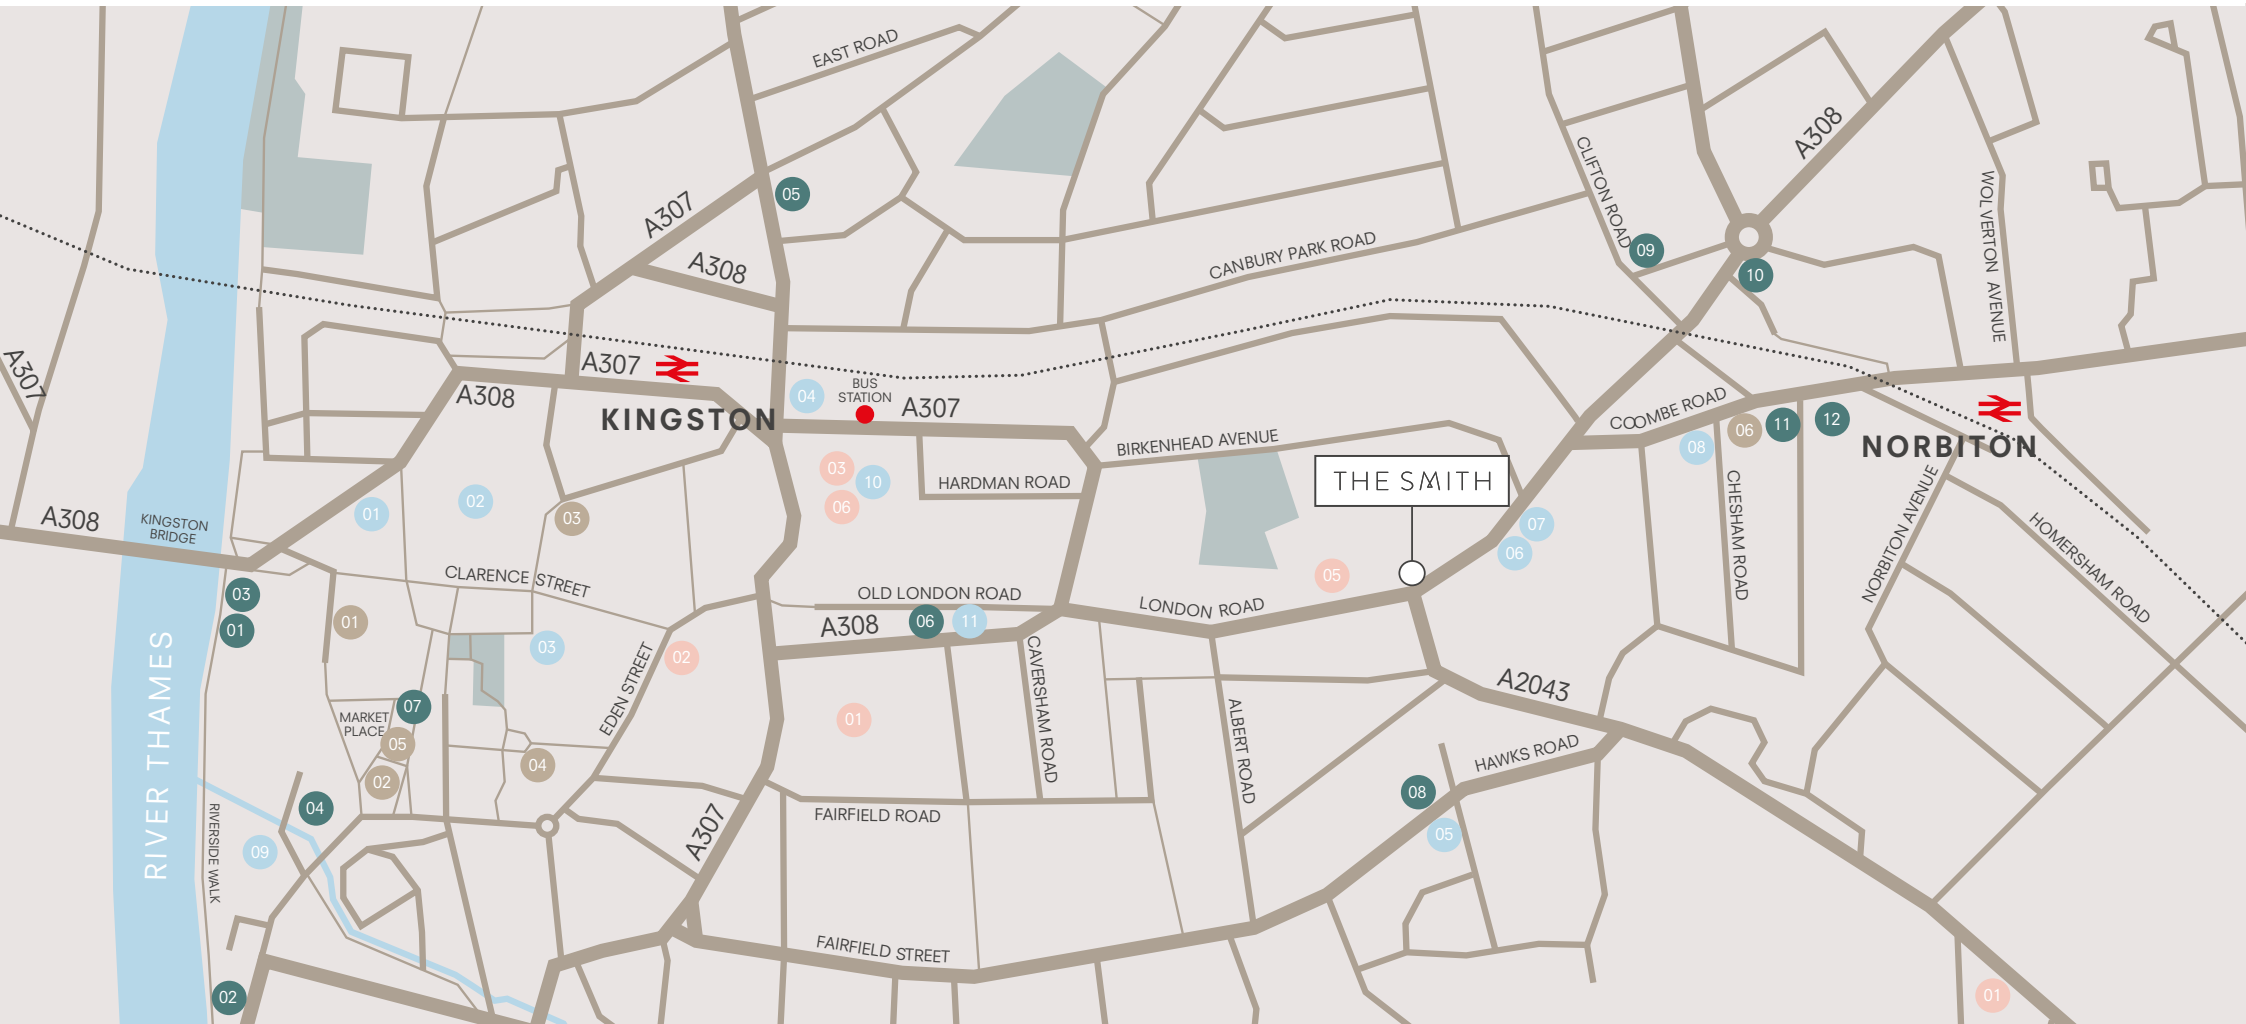 EAST ROAD
A308
CLIFTON ROAD
WOLVERTON AVENUE
05
A307
A308
CANBURY PARK ROAD
09
10
A307
A307
A308
KINGSTON
04
BUS
STATION
A307
COOMBE ROAD
08
06
11
12
NORBITON
BIRKENHEAD AVENUE
03
10
06
HARDMAN ROAD
THE SMITH
CHESHAM ROAD
NORBITON AVENUE
HOMERSHAM ROAD
A308
KINGSTON
BRIDGE
01
02
03
07
06
05
CLARENCE STREET
03
01
01
03
OLD LONDON ROAD
A308
06
11
LONDON ROAD
EDEN STREET
02
CAVERSHAM ROAD
ALBERT ROAD
A2043
RIVER THAMES
MARKET
PLACE
07
05
02
04
01
HAWKS ROAD
08
05
04
09
RIVERSIDE WALK
A307
FAIRFIELD ROAD
FAIRFIELD STREET
02
01